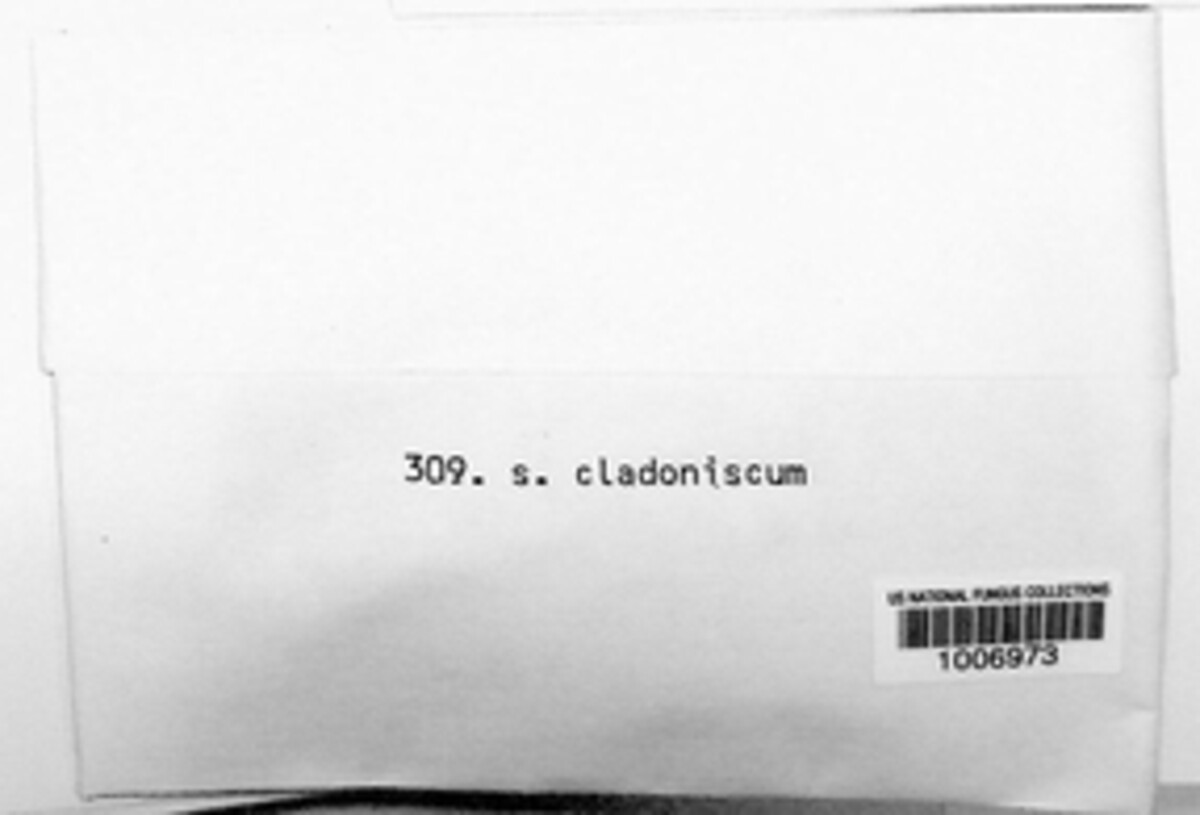 309. s. cladoniscum
US NATIONAL FUNGUS COLLECTIONS
1006973